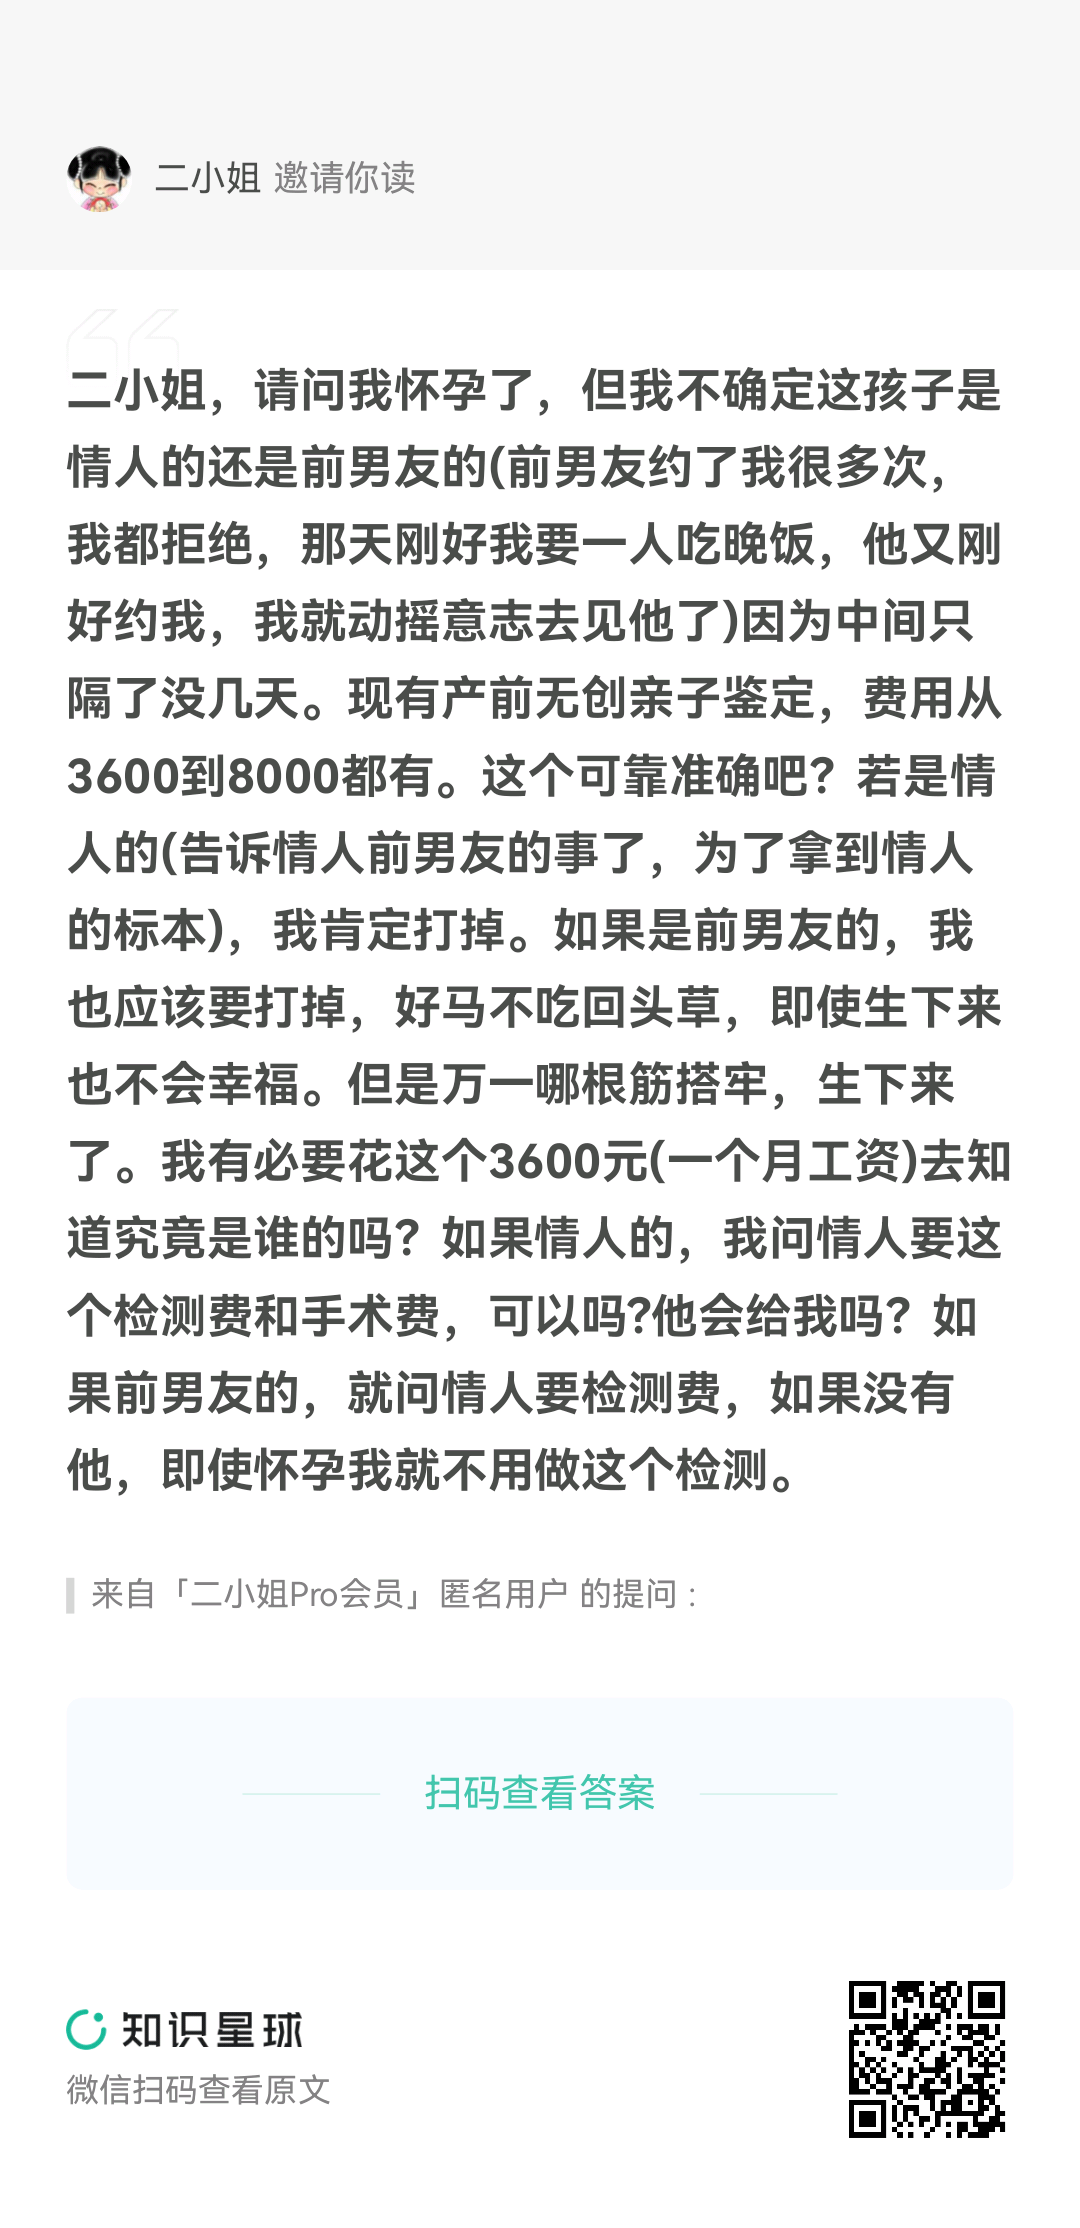 二小姐 邀请你读
二小姐，请问我怀孕了，但我不确定这孩子是
情人的还是前男友的(前男友约了我很多次，
我都拒绝，那天刚好我要一人吃晚饭，他又刚
好约我，我就动摇意志去见他了)因为中间只
隔了没几天。现有产前无创亲子鉴定，费用从
3600到8000都有。这个可靠准确吧？若是情
人的(告诉情人前男友的事了，为了拿到情人
的标本)，我肯定打掉。如果是前男友的，我
也应该要打掉，好马不吃回头草，即使生下来
也不会幸福。但是万一哪根筋搭牢，生下来
了。我有必要花这个3600元(一个月工资)去知
道究竟是谁的吗？如果情人的，我问情人要这
个检测费和手术费，可以吗?他会给我吗？如
果前男友的，就问情人要检测费，如果没有
他，即使怀孕我就不用做这个检测。
来自「二小姐Pro会员」匿名用户 的提问：
扫码查看答案
知识星球
微信扫码查看原文